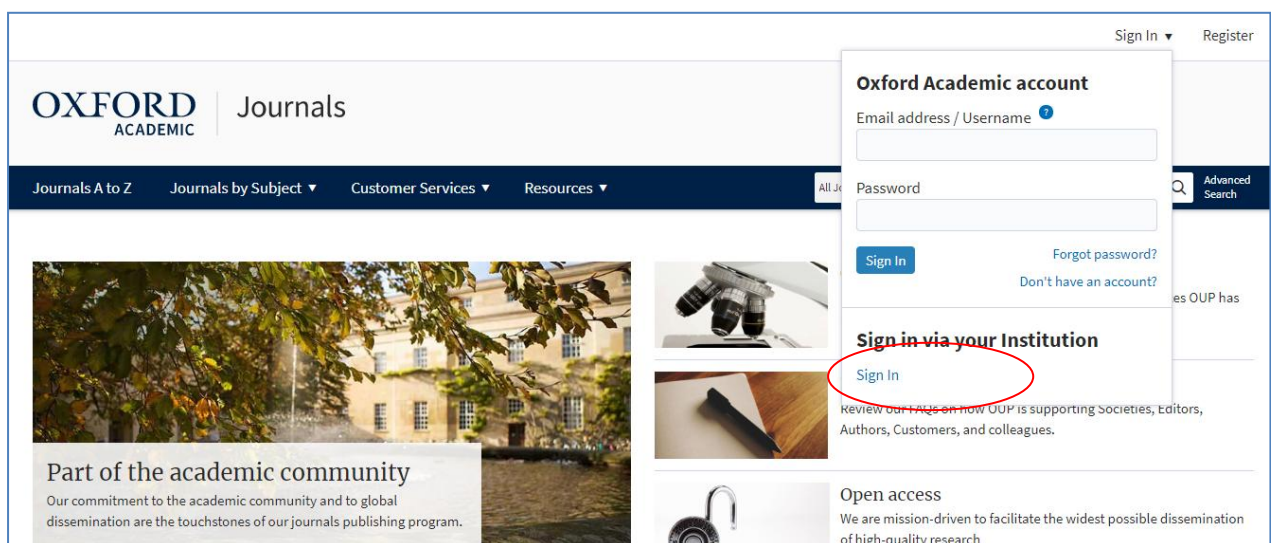 Sign In ▼ Register
OXFORD
ACADEMIC
Journals
Journals A to Z Journals by Subject ▼ Customer Services ▼ Resources ▼
All
Advanced
Search
Oxford Academic account
Email address / Username ?
Password
Sign In
Forgot password?
Don't have an account?
Sign in via your Institution
Sign In
Part of the academic community
Our commitment to the academic community and to global
dissemination are the touchstones of our journals publishing program.
es OUP has
Review our FAQs on how OUP is supporting Societies, Editors,
Authors, Customers, and colleagues.
Open access
We are mission-driven to facilitate the widest possible dissemination
of high-quality research